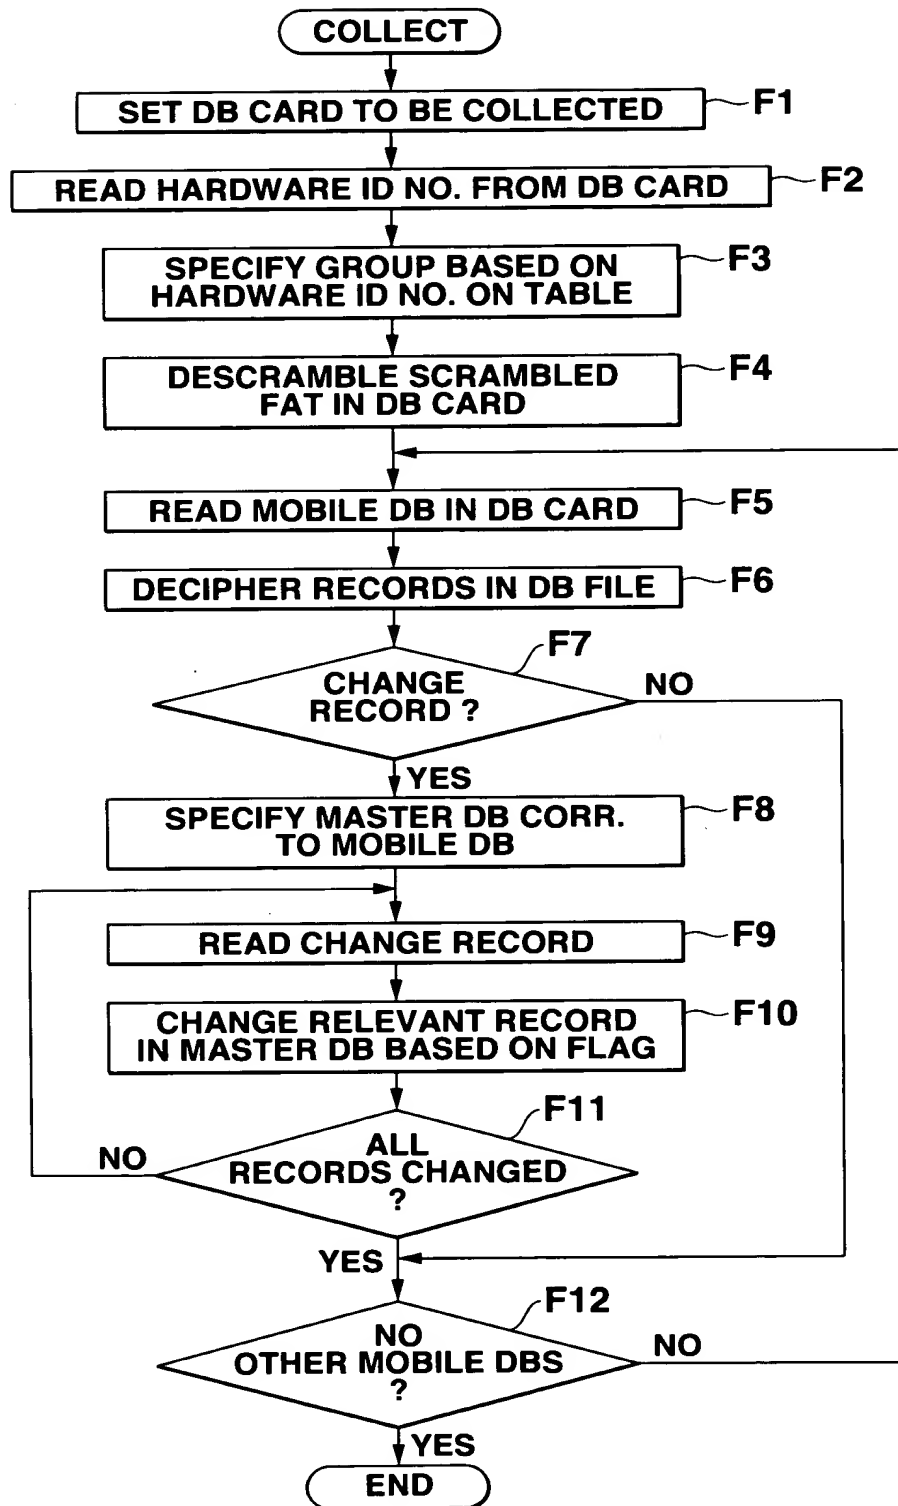 COLLECT
SET DB CARD TO BE COLLECTED
F1
READ HARDWARE ID NO. FROM DB CARD
F2
SPECIFY GROUP BASED ON
HARDWARE ID NO. ON TABLE
F3
DESCRAMBLE SCRAMBLED
FAT IN DB CARD
F4
READ MOBILE DB IN DB CARD
F5
DECIPHER RECORDS IN DB FILE
F6
F7
CHANGE
RECORD ?
NO
YES
SPECIFY MASTER DB CORR.
TO MOBILE DB
F8
READ CHANGE RECORD
F9
CHANGE RELEVANT RECORD
IN MASTER DB BASED ON FLAG
F10
F11
ALL
RECORDS CHANGED
?
NO
YES
F12
NO
OTHER MOBILE DBS
?
NO
YES
END